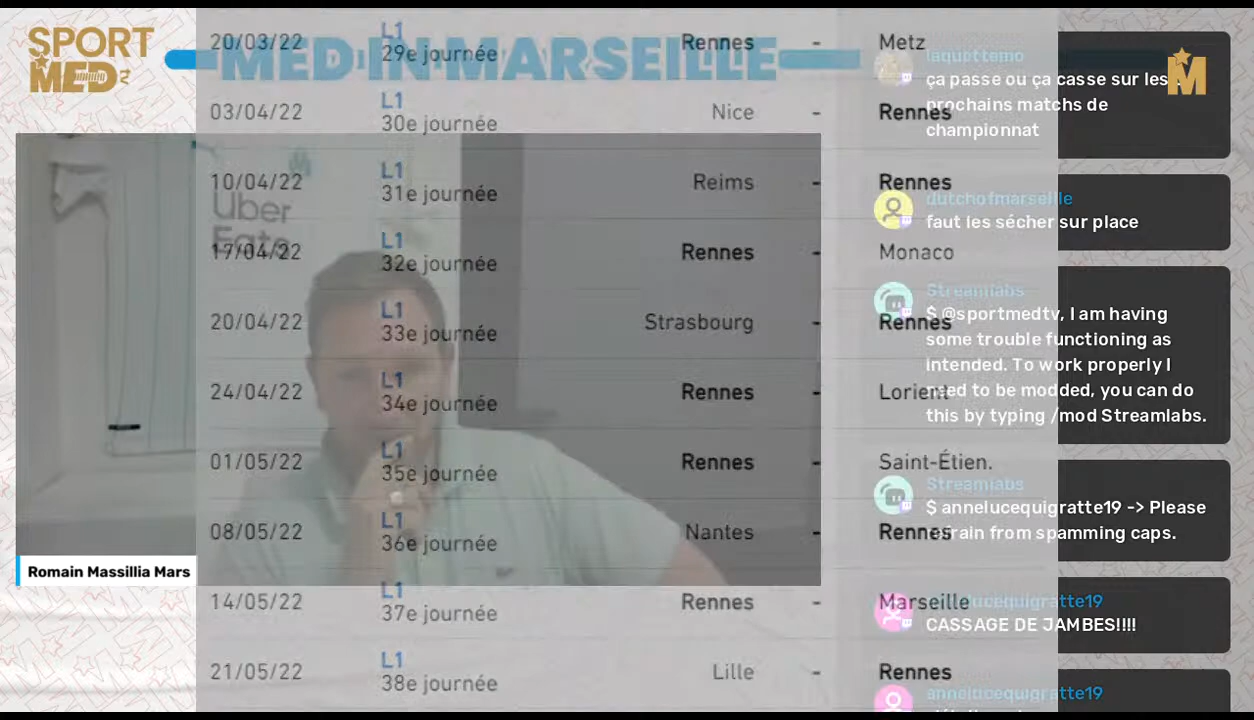 SPORT
MED
MED IN MARSEILLE
M
20/03/22 L1 29e journée Rennes - Metz
03/04/22 L1 30e journée Nice - Rennes
10/04/22 L1 31e journée Reims - Rennes
17/04/22 L1 32e journée Rennes - Monaco
20/04/22 L1 33e journée Strasbourg - Rennes
24/04/22 L1 34e journée Rennes - Lorient
01/05/22 L1 35e journée Rennes - Saint-Étien.
08/05/22 L1 36e journée Nantes - Rennes
14/05/22 L1 37e journée Rennes - Marseille
21/05/22 L1 38e journée Lille - Rennes
Uber
Eats
Romain Massillia Mars
ça passe ou ça casse sur les
prochains matchs de
championnat
dutchofmarseille
faut les sécher sur place
Streamlabs
$ @sportmedtv, I am having
some trouble functioning as
intended. To work properly I
need to be modded, you can do
this by typing /mod Streamlabs.
Streamlabs
$ annelucequigratte19 -> Please
refrain from spamming caps.
annelucequigratte19
CASSAGE DE JAMBES!!!!
annelucequigratte19